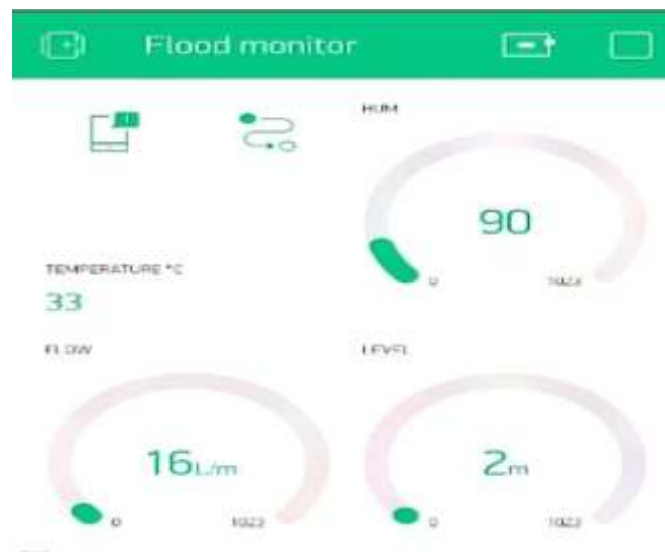 Flood monitor
HUM
90
0 1023
TEMPERATURE °C
33
FLOW
16L/m
0 1023
LEVEL
2m
0 1023